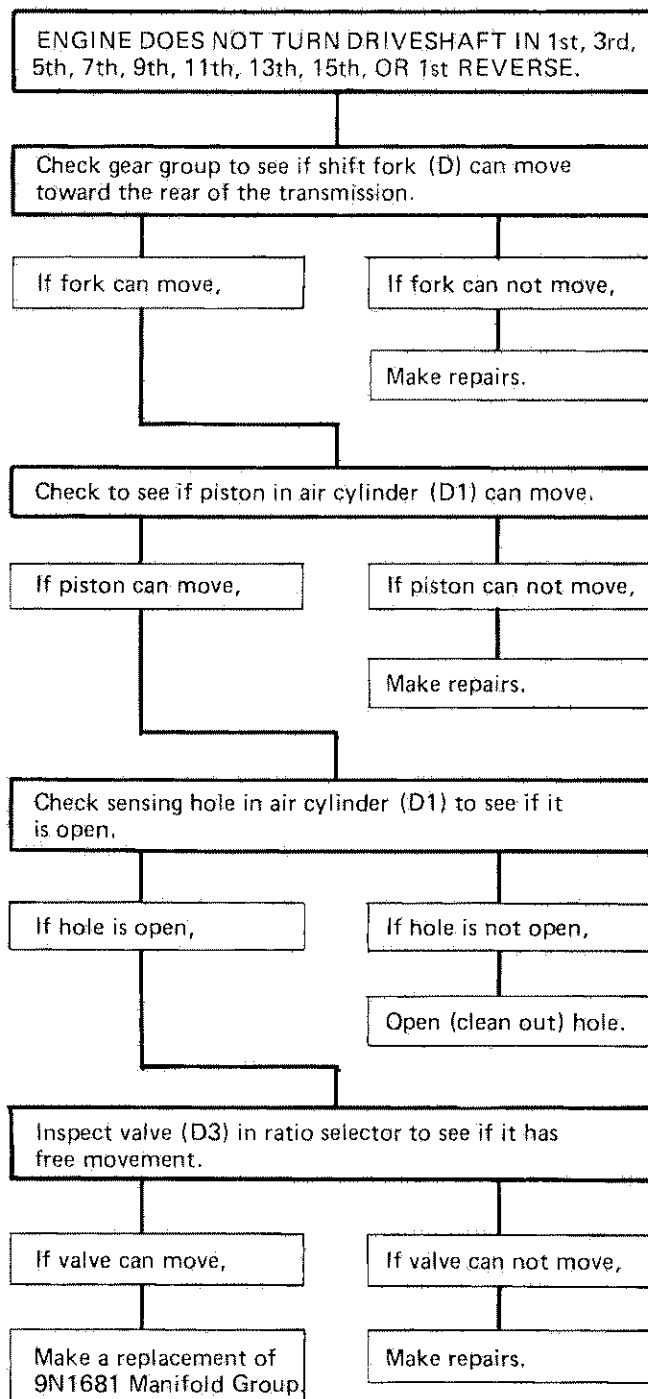 ENGINE DOES NOT TURN DRIVESHAFT IN 1st, 3rd,
5th, 7th, 9th, 11th, 13th, 15th, OR 1st REVERSE.
Check gear group to see if shift fork (D) can move
toward the rear of the transmission.
If fork can move,
If fork can not move,
Make repairs.
Check to see if piston in air cylinder (D1) can move.
If piston can move,
If piston can not move,
Make repairs.
Check sensing hole in air cylinder (D1) to see if it
is open.
If hole is open,
If hole is not open,
Open (clean out) hole.
Inspect valve (D3) in ratio selector to see if it has
free movement.
If valve can move,
If valve can not move,
Make a replacement of
9N1681 Manifold Group.
Make repairs.